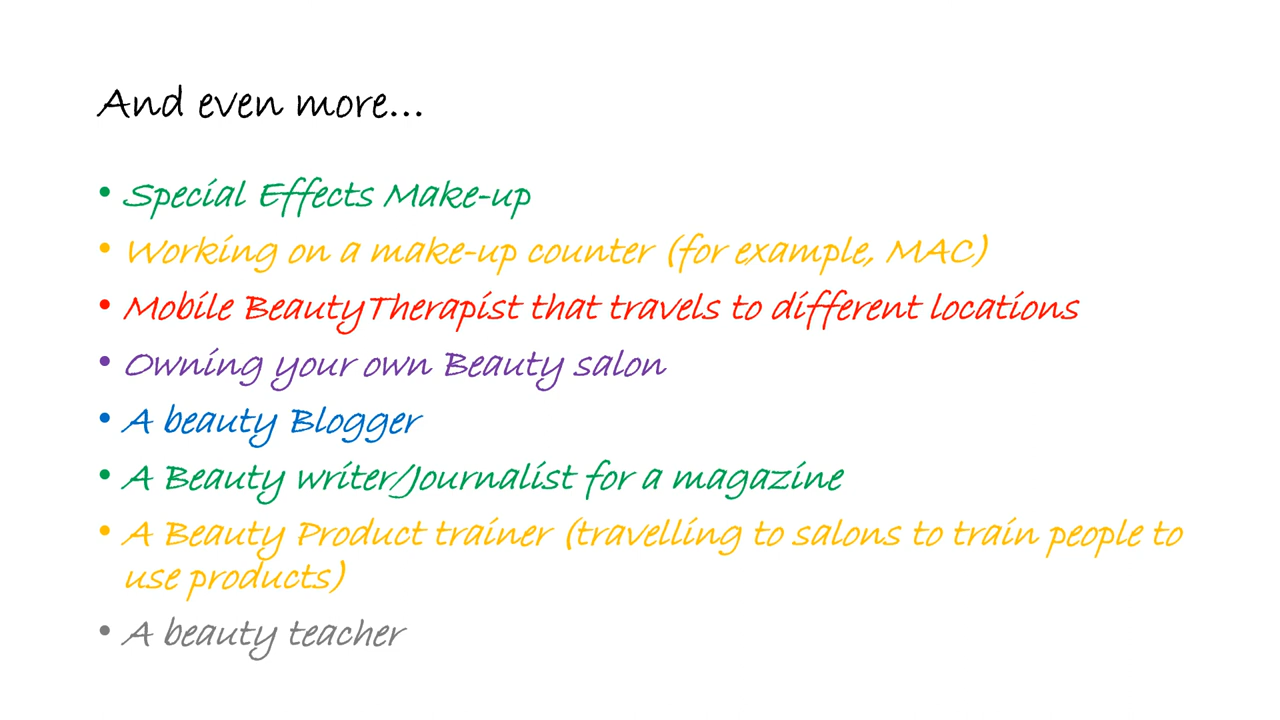 And even more...
• Special Effects Make-up
• Working on a make-up counter (for example, MAC)
• Mobile Beauty Therapist that travels to different locations
• Owning your own Beauty salon
• A beauty Blogger
• A Beauty writer/Journalist for a magazine
• A Beauty Product trainer (travelling to salons to train people to
use products)
• A beauty teacher